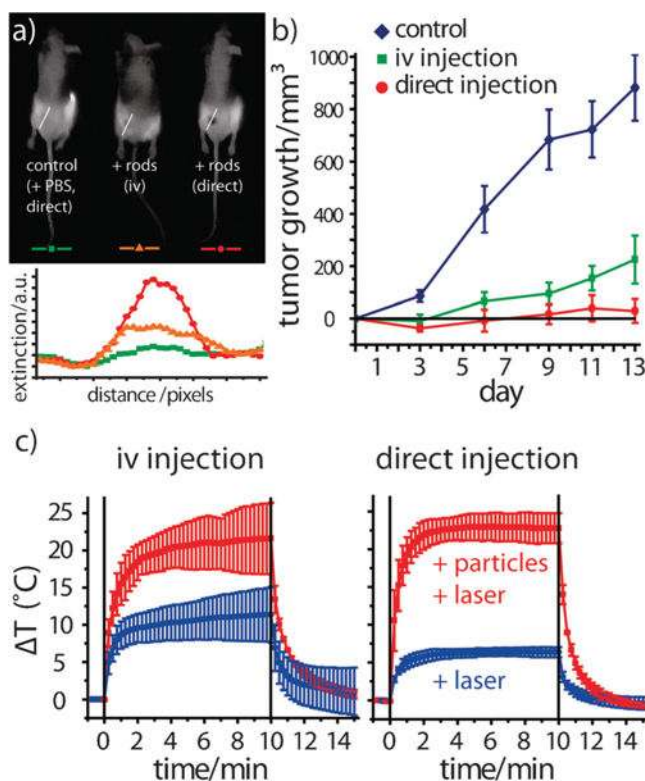 a)
control
(+ PBS,
direct)
+ rods
(iv)
+ rods
(direct)
extinction/a.u.
distance/pixels
b)
control
iv injection
direct injection
tumor growth/mm³
1000
800
600
400
200
0
1 3 5 7 9 11 13
day
c)
iv injection
direct injection
ΔT (°C)
25
20
15
10
5
0
+ particles
+ laser
+ laser
0 2 4 6 8 10 12 14
time/min
0 2 4 6 8 10 12 14
time/min